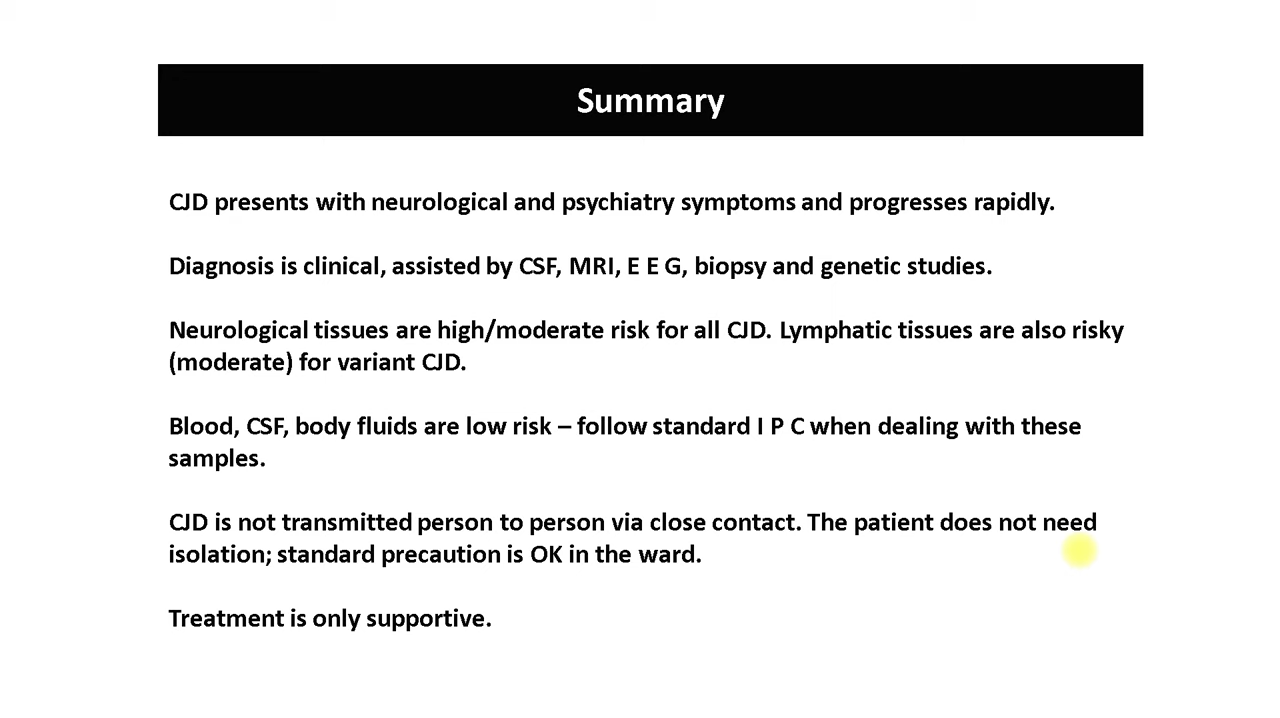 Summary
CJD presents with neurological and psychiatry symptoms and progresses rapidly.
Diagnosis is clinical, assisted by CSF, MRI, E E G, biopsy and genetic studies.
Neurological tissues are high/moderate risk for all CJD. Lymphatic tissues are also risky
(moderate) for variant CJD.
Blood, CSF, body fluids are low risk – follow standard I P C when dealing with these
samples.
CJD is not transmitted person to person via close contact. The patient does not need
isolation; standard precaution is OK in the ward.
Treatment is only supportive.